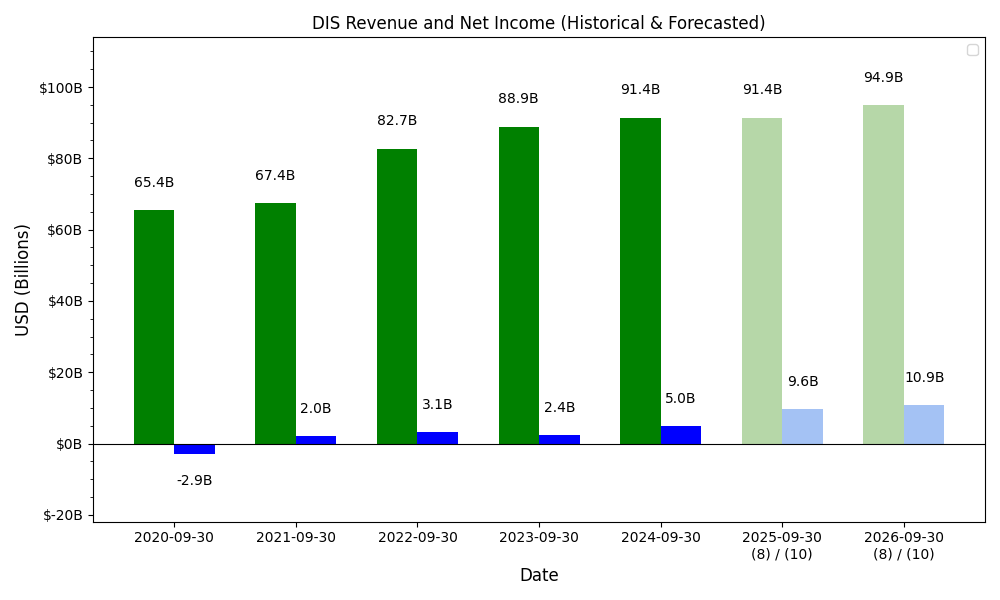 DIS Revenue and Net Income (Historical & Forecasted)
USD (Billions)
$100B
$80B
$60B
$40B
$20B
$0B
$-20B
65.4B
-2.9B
67.4B
2.0B
82.7B
3.1B
88.9B
2.4B
91.4B
5.0B
91.4B
9.6B
94.9B
10.9B
2020-09-30
2021-09-30
2022-09-30
2023-09-30
2024-09-30
2025-09-30
(8) / (10)
2026-09-30
(8) / (10)
Date